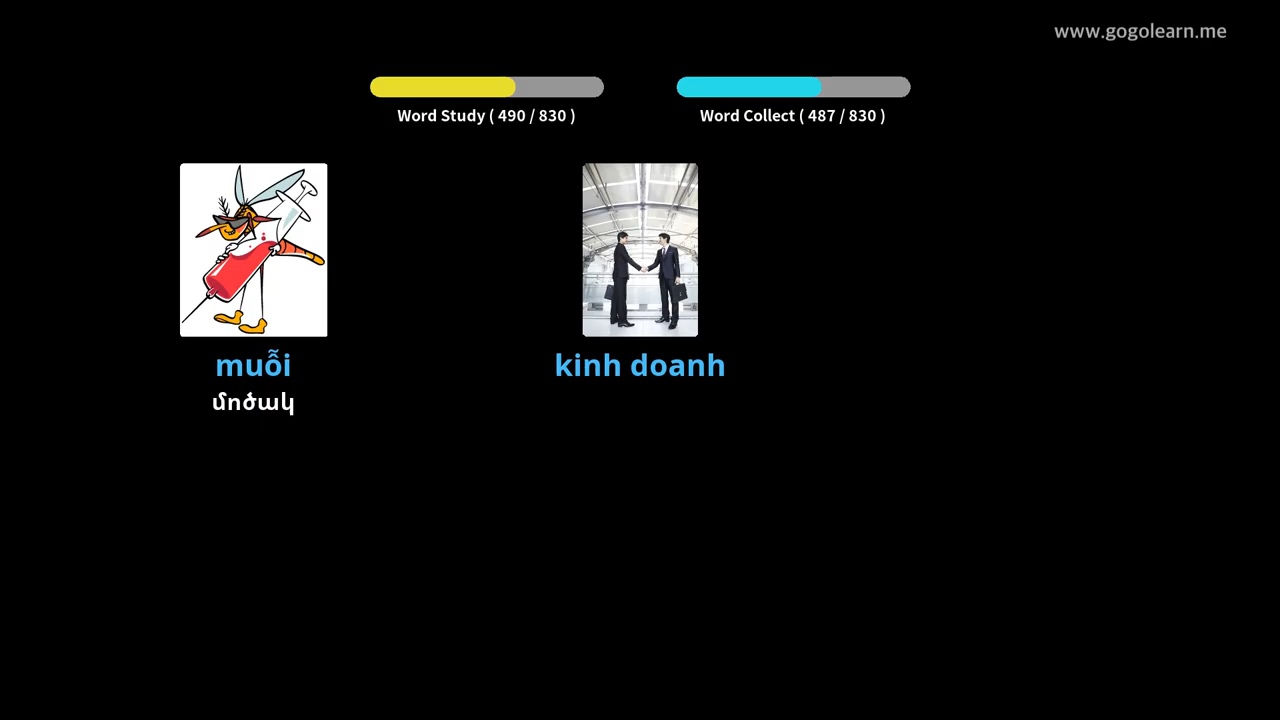 www.gogolearn.me
Word Study ( 490 / 830 )
Word Collect ( 487 / 830 )
muỗi
kinh doanh
մոծակ